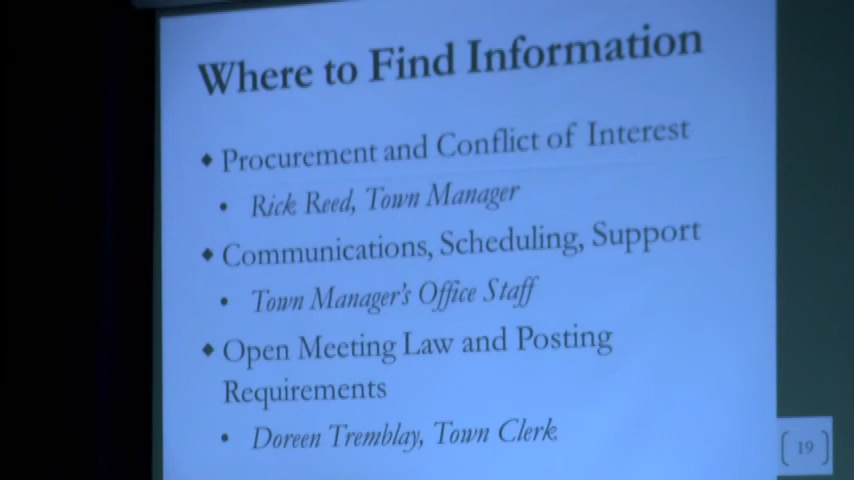 Where to Find Information
◆ Procurement and Conflict of Interest
• Rick Reed, Town Manager
◆ Communications, Scheduling, Support
• Town Manager's Office Staff
◆ Open Meeting Law and Posting
Requirements
• Doreen Tremblay, Town Clerk
19